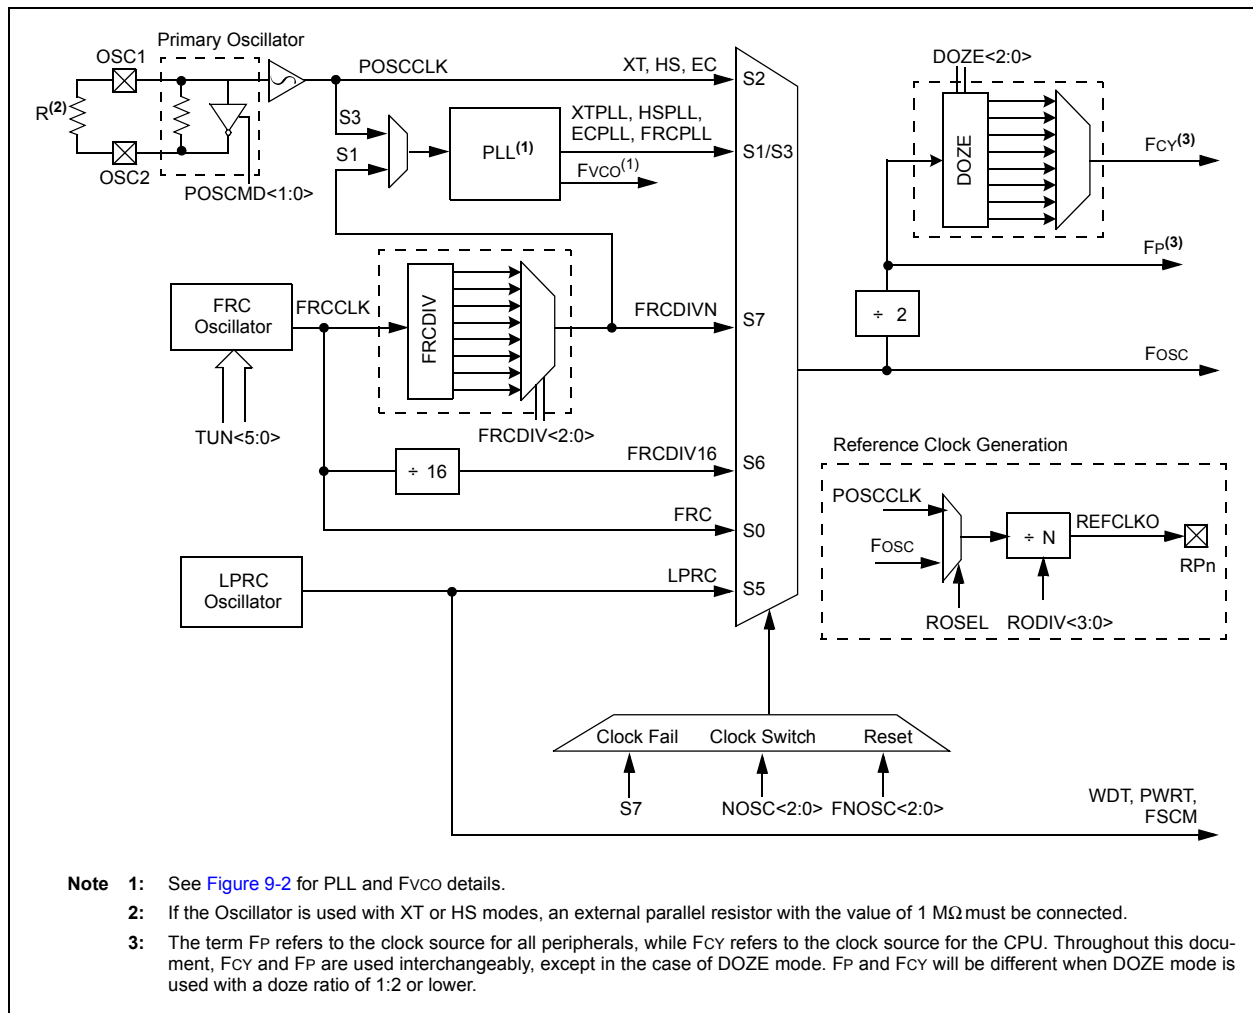 Primary Oscillator
OSC1
OSC2
R(2)
POSCMD<1:0>
POSCCLK
XT, HS, EC
S2
S3
S1
PLL(1)
XTPLL, HSPLL,
ECPLL, FRCPLL
S1/S3
FVCO(1)
DOZE<2:0>
DOZE
FCY(3)
FP(3)
÷ 2
FOSC
FRC
Oscillator
FRCCLK
FRCDIV
FRCDIVN
S7
TUN<5:0>
FRCDIV<2:0>
÷ 16
FRCDIV16
S6
FRC
S0
LPRC
Oscillator
LPRC
S5
Reference Clock Generation
POSCCLK
FOSC
÷ N
REFCLKO
RPn
ROSEL
RODIV<3:0>
Clock Fail
Clock Switch
Reset
S7
NOSC<2:0>
FNOSC<2:0>
WDT, PWRT,
FSCM
Note 1: See Figure 9-2 for PLL and FVCO details.
2: If the Oscillator is used with XT or HS modes, an external parallel resistor with the value of 1 MΩ must be connected.
3: The term FP refers to the clock source for all peripherals, while FCY refers to the clock source for the CPU. Throughout this docu-
ment, FCY and FP are used interchangeably, except in the case of DOZE mode. FP and FCY will be different when DOZE mode is
used with a doze ratio of 1:2 or lower.